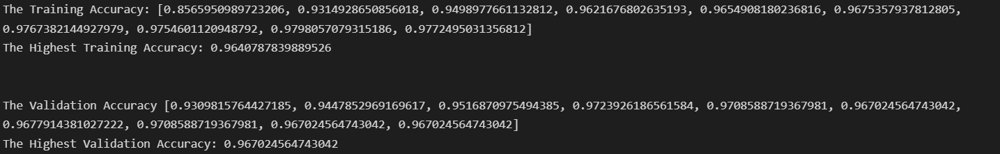 The Training Accuracy: [0.8565950989723206, 0.9314928650856018, 0.9498977661132812, 0.9621676802635193, 0.9654908180236816, 0.9675357937812805,
0.9767382144927979, 0.9754601120948792, 0.9798057079315186, 0.9772495031356812]
The Highest Training Accuracy: 0.9640787839889526
The Validation Accuracy [0.9309815764427185, 0.9447852969169617, 0.9516870975494385, 0.9723926186561584, 0.9708588719367981, 0.967024564743042,
0.9677914381027222, 0.9708588719367981, 0.967024564743042, 0.967024564743042]
The Highest Validation Accuracy: 0.967024564743042